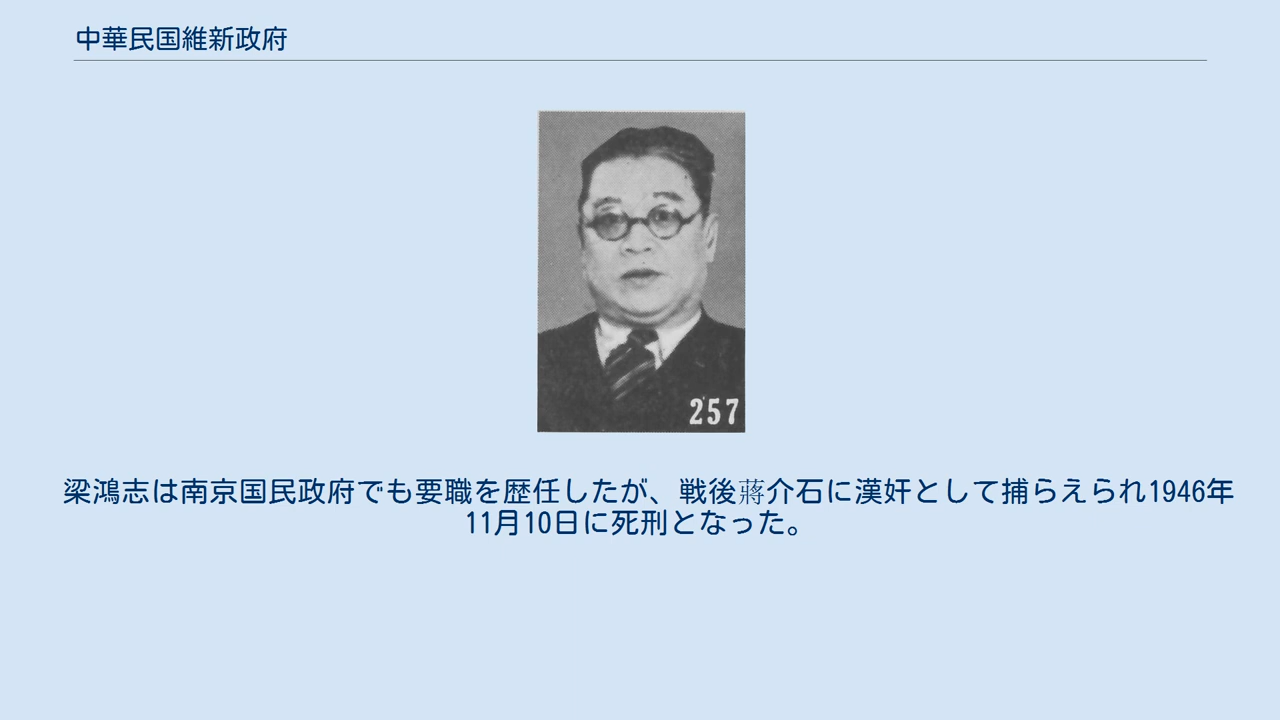 中華民国維新政府
257
梁鴻志は南京国民政府でも要職を歴任したが、戦後蔣介石に漢奸として捕らえられ1946年
11月10日に死刑となった。